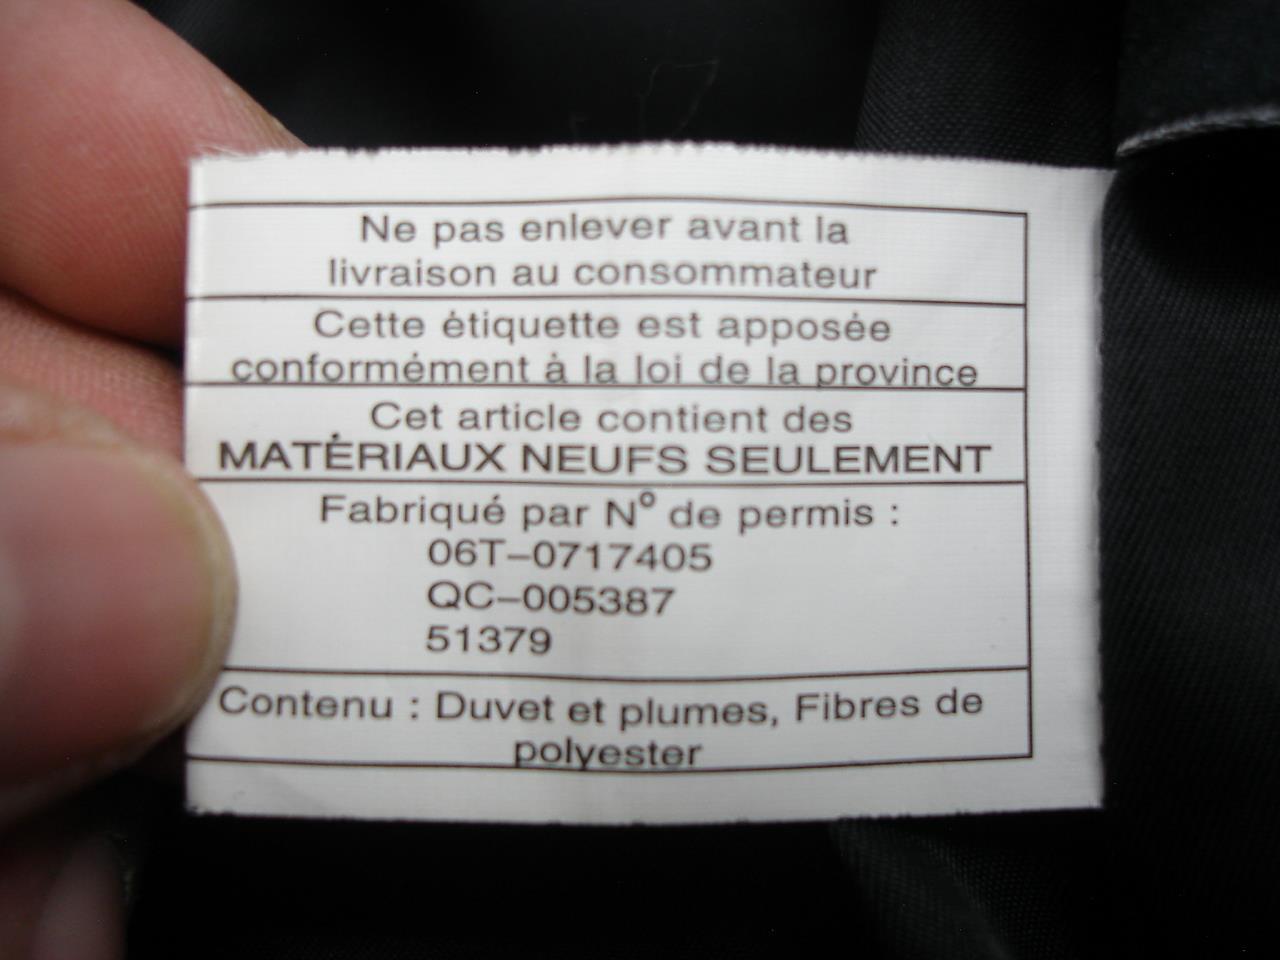 Ne pas enlever avant la
livraison au consommateur
Cette étiquette est apposée
conformément à la loi de la province
Cet article contient des
MATÉRIAUX NEUFS SEULEMENT
Fabriqué par N° de permis :
06T–0717405
QC–005387
51379
Contenu : Duvet et plumes, Fibres de
polyester